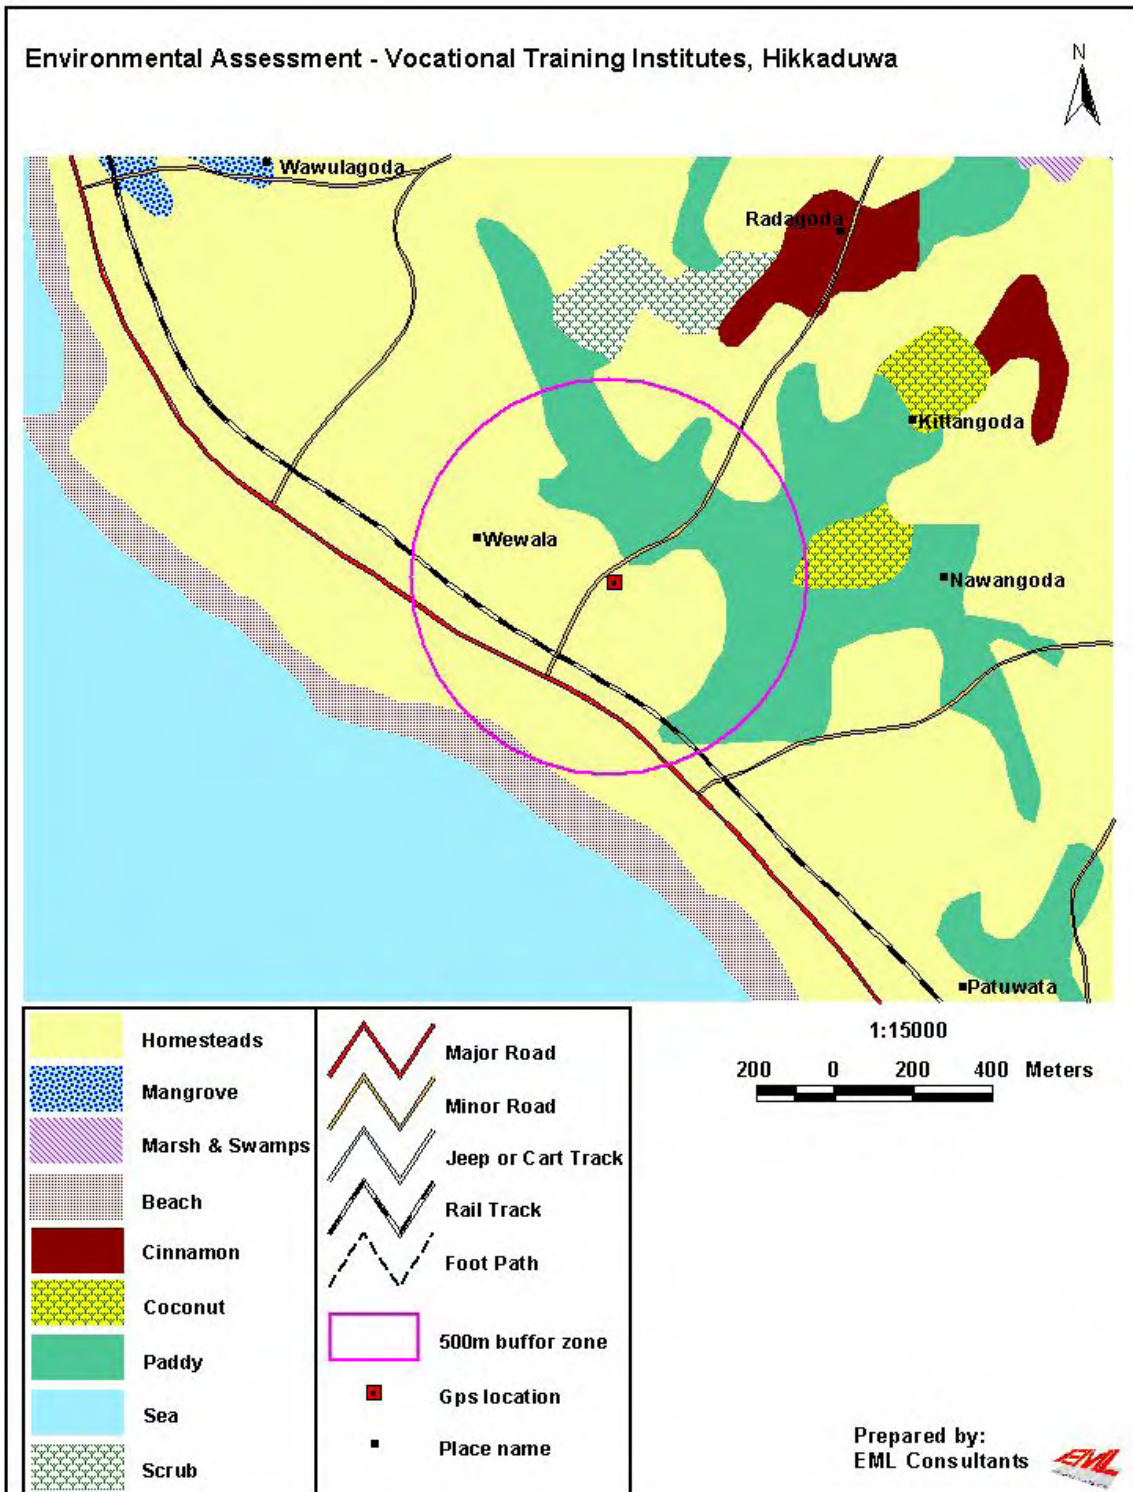 Environmental Assessment - Vocational Training Institutes, Hikkaduwa
N
Wawulagoda
Radagoda
Kittangoda
Wewala
Nawangoda
Patuwata
1:15000
200 0 200 400 Meters
Homesteads
Mangrove
Marsh & Swamps
Beach
Cinnamon
Coconut
Paddy
Sea
Scrub
Major Road
Minor Road
Jeep or Cart Track
Rail Track
Foot Path
500m buffor zone
Gps location
Place name
Prepared by:
EML Consultants
EML